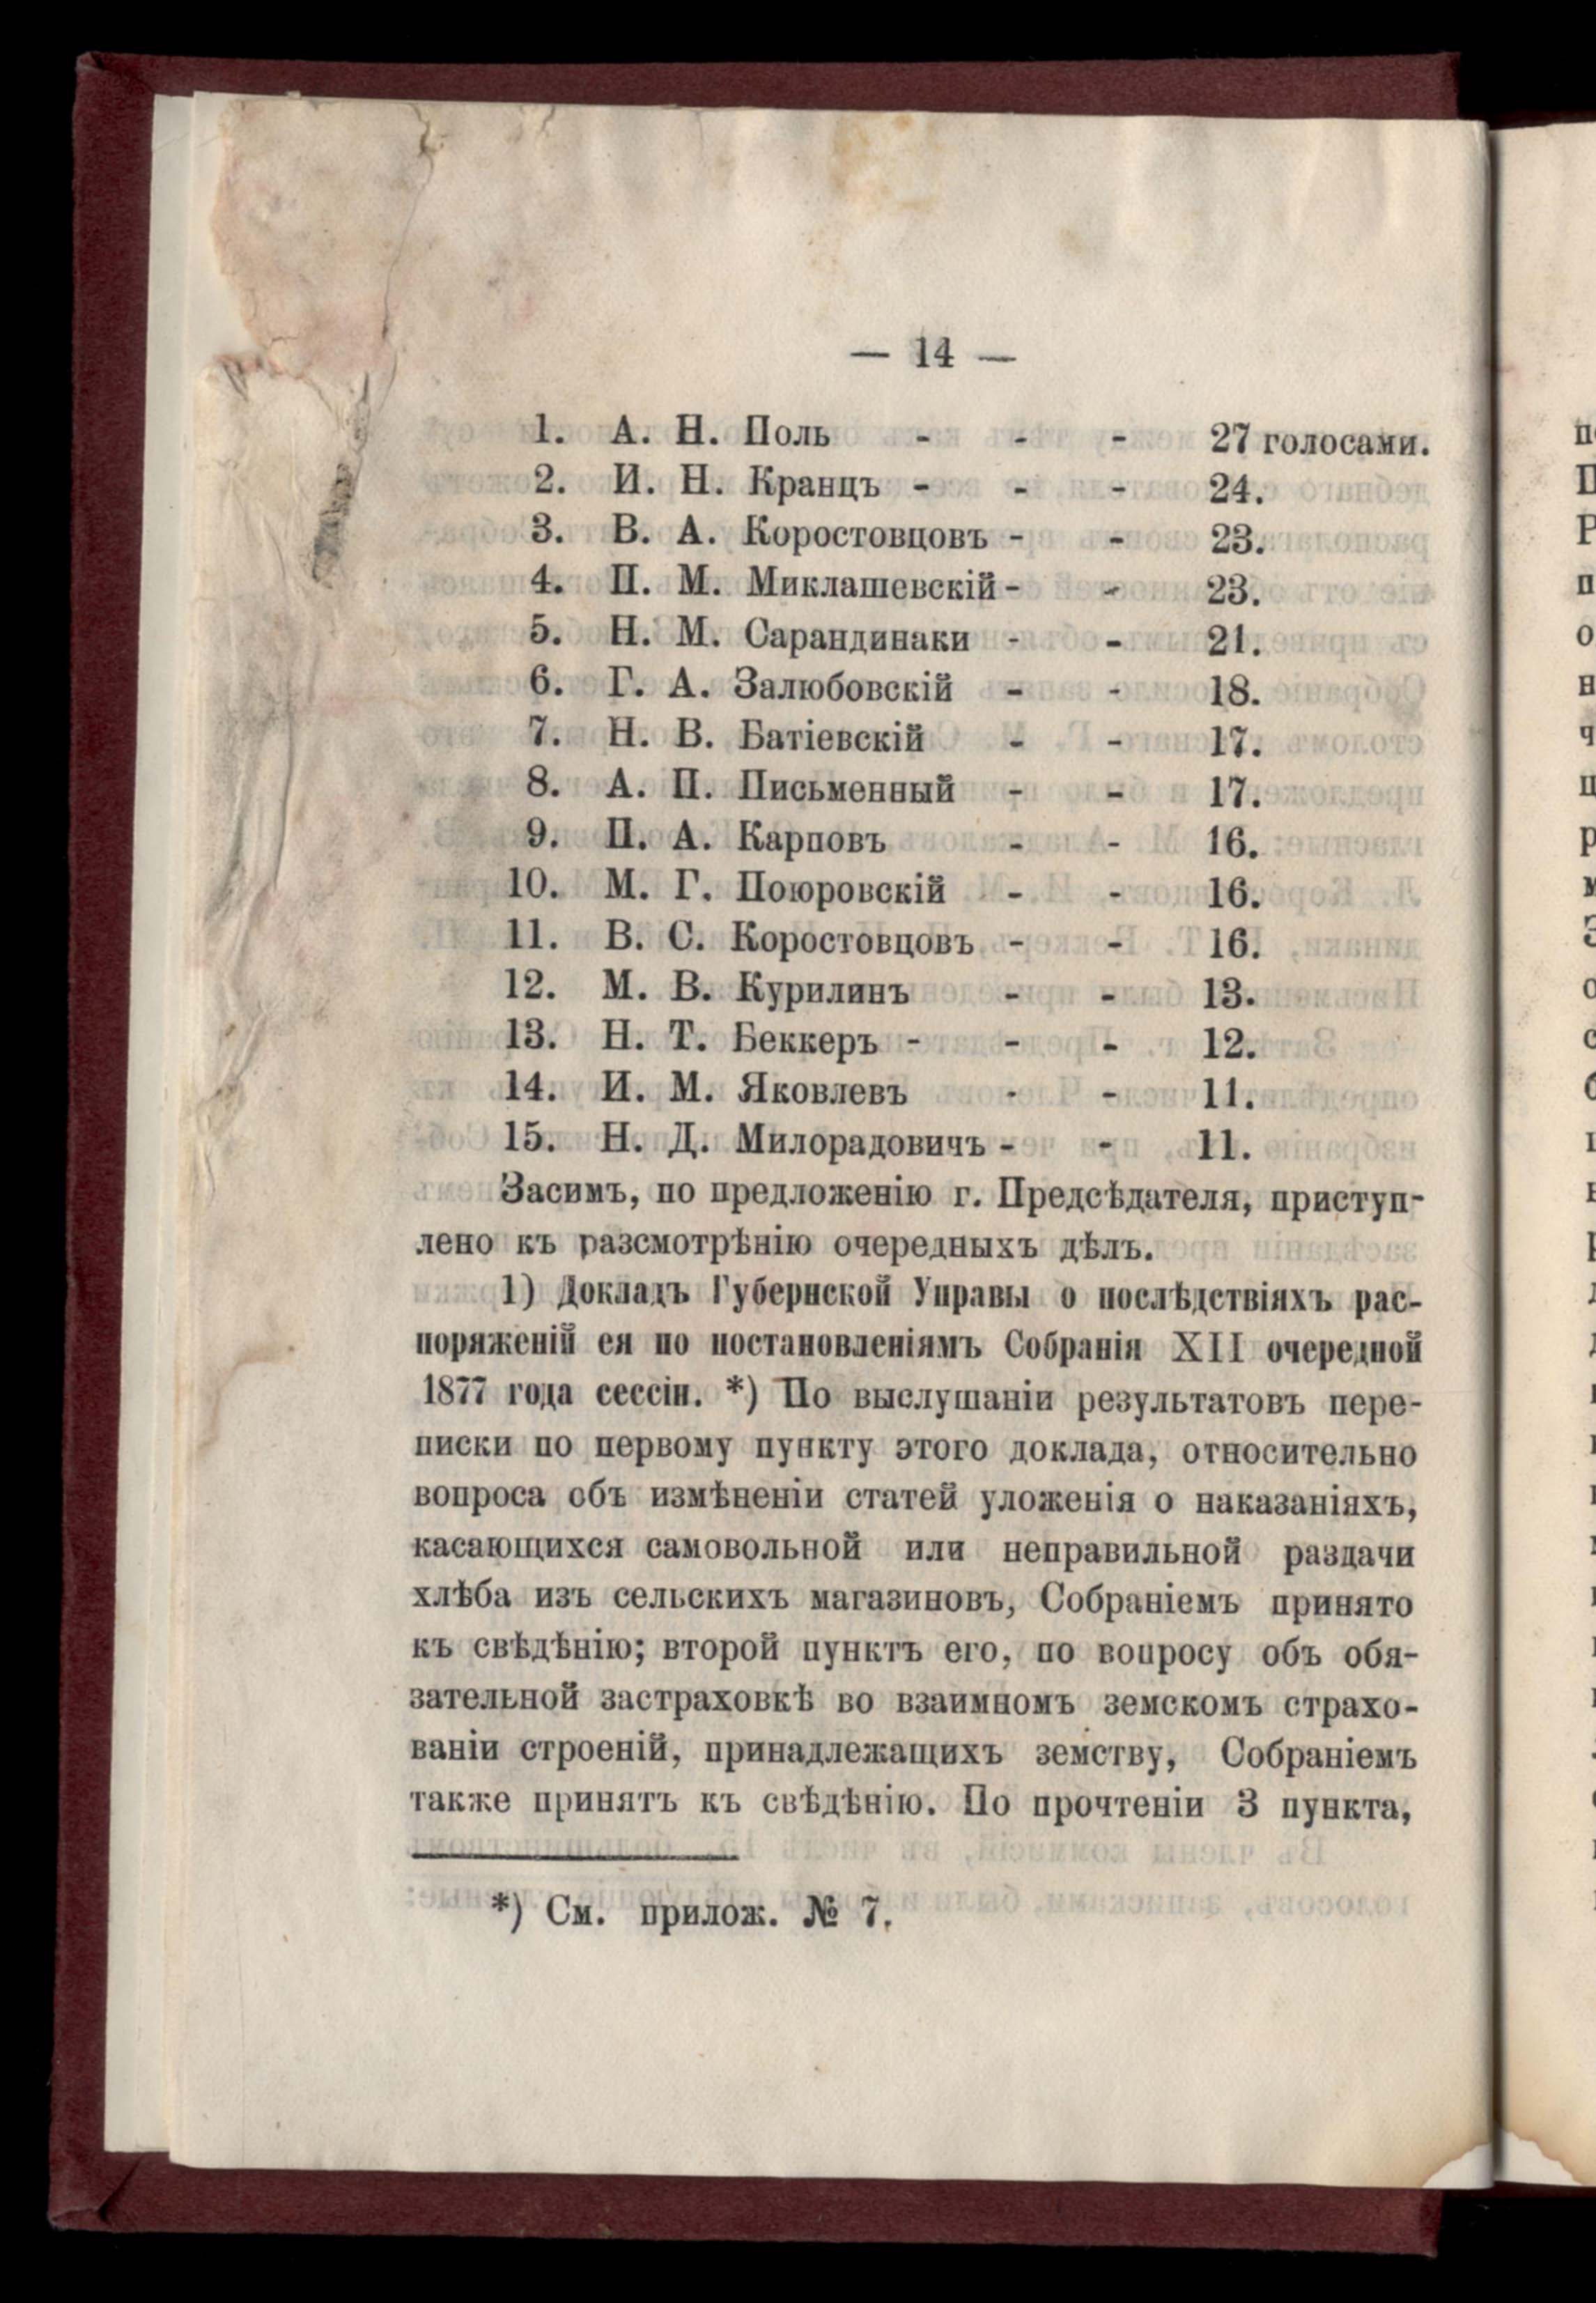 — 14 —
1. А. Н. Поль - - - 27 голосами.
2. И. Н. Кранцъ - - - 24.
3. В. А. Коростовцовъ - - 23.
4. П. М. Миклашевскій - - 23.
5. Н. М. Сарандинаки - - 21.
6. Г. А. Залюбовскій - - 18.
7. Н. В. Батіевскій - - 17.
8. А. П. Письменный - - 17.
9. П. А. Карповъ - - 16.
10. М. Г. Поюровскій - - 16.
11. В. С. Коростовцовъ - - 16.
12. М. В. Курилинъ - - 13.
13. Н. Т. Беккеръ - - - 12.
14. И. М. Яковлевъ - - 11.
15. Н. Д. Милорадовичъ - - 11.
Засимъ, по предложенію г. Предсѣдателя, приступ-
лено къ разсмотрѣнію очередныхъ дѣлъ.
1) Докладъ Губернской Управы о послѣдствіяхъ рас-
поряженій ея по постановленіямъ Собранія XII очередной
1877 года сессіи. *) По выслушаніи результатовъ пере-
писки по первому пункту этого доклада, относительно
вопроса объ измѣненіи статей уложенія о наказаніяхъ,
касающихся самовольной или неправильной раздачи
хлѣба изъ сельскихъ магазиновъ, Собраніемъ принято
къ свѣдѣнію; второй пунктъ его, по вопросу объ обя-
зательной застраховкѣ во взаимномъ земскомъ страхо-
ваніи строеній, принадлежащихъ земству, Собраніемъ
также принятъ къ свѣдѣнію. По прочтеніи 3 пункта,
*) См. прилож. № 7.